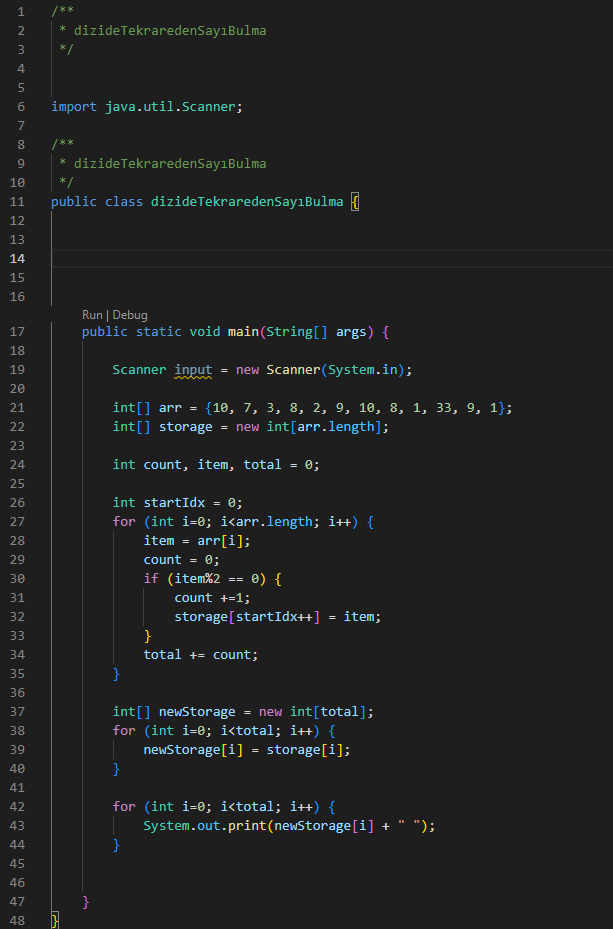 1 /**
2  * dizideTekraredenSayıBulma
3  */
4
5
6 import java.util.Scanner;
7
8 /**
9  * dizideTekraredenSayıBulma
10  */
11 public class dizideTekraredenSayıBulma {
12
13
14
15
16
Run | Debug
17     public static void main(String[] args) {
18
19         Scanner input = new Scanner(System.in);
20
21         int[] arr = {10, 7, 3, 8, 2, 9, 10, 8, 1, 33, 9, 1};
22         int[] storage = new int[arr.length];
23
24         int count, item, total = 0;
25
26         int startIdx = 0;
27         for (int i=0; i<arr.length; i++) {
28             item = arr[i];
29             count = 0;
30             if (item%2 == 0) {
31                 count +=1;
32                 storage[startIdx++] = item;
33             }
34             total += count;
35         }
36
37         int[] newStorage = new int[total];
38         for (int i=0; i<total; i++) {
39             newStorage[i] = storage[i];
40         }
41
42         for (int i=0; i<total; i++) {
43             System.out.print(newStorage[i] + " ");
44         }
45
46
47     }
48 }